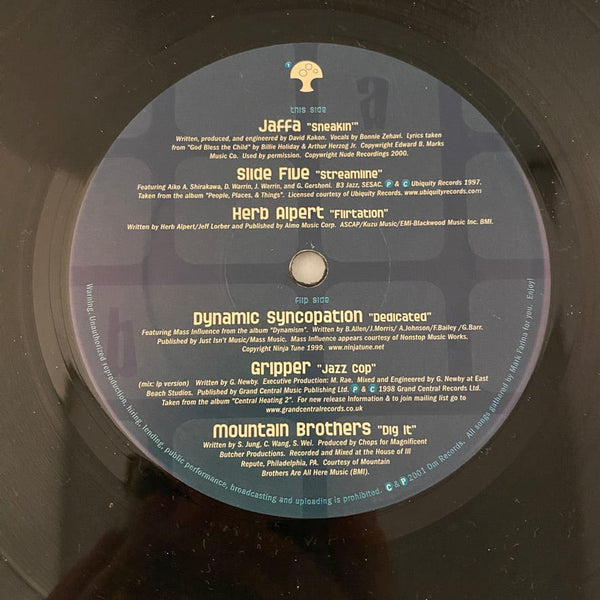 this side
Jaffa "Sneakin'"
Written, produced, and engineered by David Kakon. Vocals by Bonnie Zehavi. Lyrics taken
from "God Bless the Child" by Billie Holiday & Arthur Herzog Jr. Copywright Edward B. Marks
Music Co. Used by permission. Copyright Nude Recordings 2000.
Slide Five "Streamline"
Featuring Aiko A. Shirakawa, D. Warrin, J. Warrin, and G. Gorsheni. B3 Jazz, SESAC. P & C Ubiquity Records 1997.
Taken from the album "People, Places, & Things". Licensed courtesy of Ubiquity Records. www.ubiquityrecords.com
Herb Alpert "Flirtation"
Written by Herb Alpert/Jeff Lorber and Published by Almo Music Corp. ASCAP/Kuzu Music/EMI-Blackwood Music Inc. BMI.
flip side
Dynamic Syncopation "Dedicated"
Featuring Mass Influence from the album "Dynamism". Written by B.Allen/J.Morris/ A.Johnson/F.Bailey /G.Barr.
Published by Just Isn't Music/Mass Music. Mass Influence appears courtesy of Nonstop Music Works.
Copyright Ninja Tune 1999. www.ninjatune.net
Gripper "Jazz Cop"
(mix: lp version) Written by G. Newby. Executive Production: M. Rae. Mixed and Engineered by G. Newby at East
Beach Studios. Published by Grand Central Music Publishing Ltd. P & C 1998 Grand Central Records Ltd.
Taken from the album "Central Heating 2". For new release Information & to join mailing list go to
www.grandcentralrecords.co.uk
Mountain Brothers "Dig It"
Written by S. Jung, C. Wang, S. Wei. Produced by Chops for Magnificent
Butcher Productions. Recorded and Mixed at the House of Ill
Repute, Philadelphia, PA. Courtesy of Mountain
Brothers Are All Here Music (BMI).
Warning. Unauthorized reproduction, hiring, lending, public performance, broadcasting and uploading is prohibited. C & P 2001 Om Records. All songs gathered by Mark Farina for you. Enjoy!
a
b